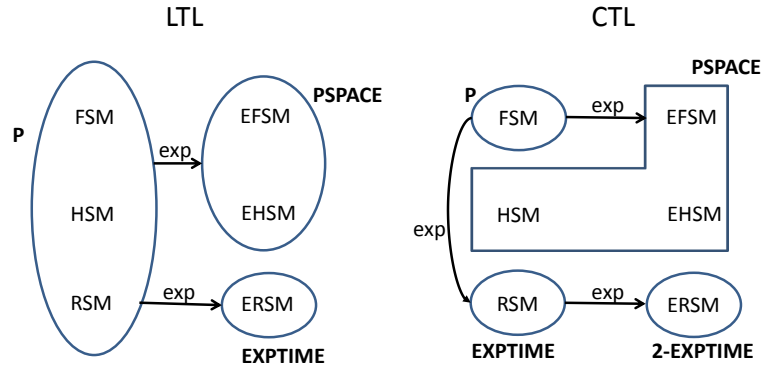 LTL
P
FSM
HSM
RSM
exp
PSPACE
EFSM
EHSM
exp
ERSM
EXPTIME
CTL
PSPACE
P
FSM
exp
EFSM
exp
HSM
EHSM
RSM
exp
ERSM
EXPTIME
2-EXPTIME